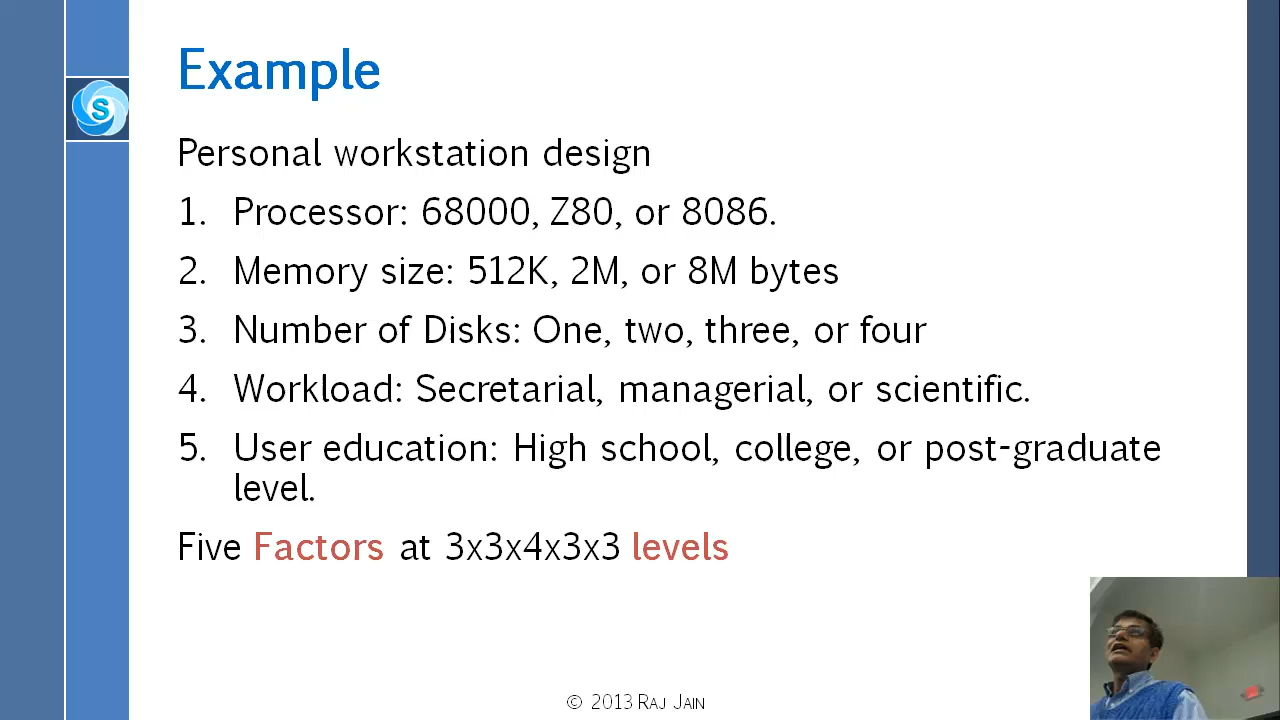 Example
S
Personal workstation design
1. Processor: 68000, Z80, or 8086.
2. Memory size: 512K, 2M, or 8M bytes
3. Number of Disks: One, two, three, or four
4. Workload: Secretarial, managerial, or scientific.
5. User education: High school, college, or post-graduate
level.
Five Factors at 3x3x4x3x3 levels
© 2013 RAJ JAIN